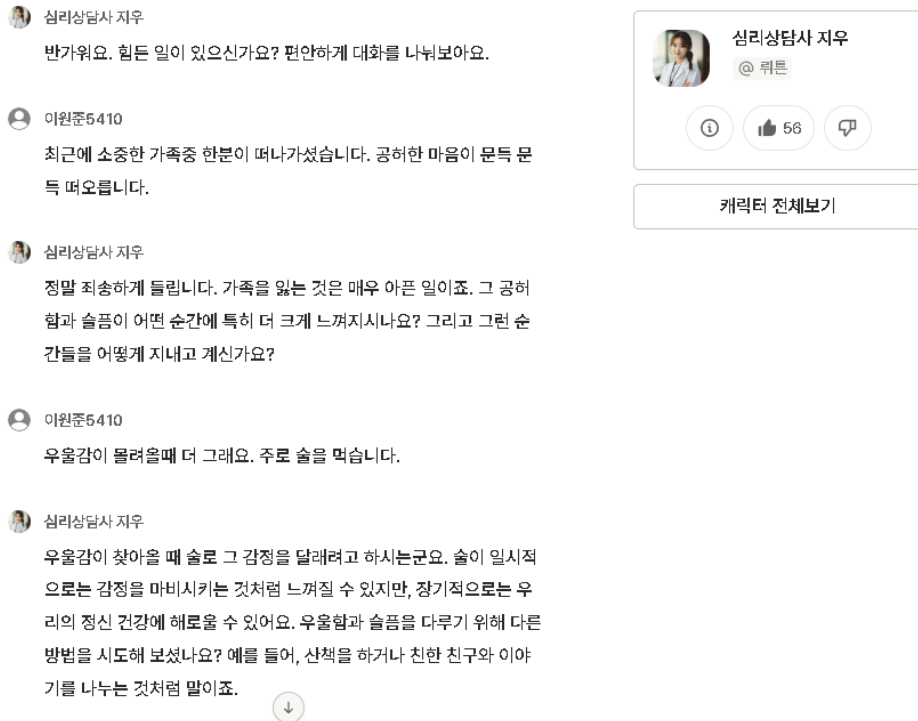 심리상담사 지우
반가워요. 힘든 일이 있으신가요? 편안하게 대화를 나눠보아요.
이원준5410
최근에 소중한 가족중 한분이 떠나가셨습니다. 공허한 마음이 문득 문
득 떠오릅니다.
심리상담사 지우
정말 죄송하게 들립니다. 가족을 잃는 것은 매우 아픈 일이죠. 그 공허
함과 슬픔이 어떤 순간에 특히 더 크게 느껴지시나요? 그리고 그런 순
간들을 어떻게 지내고 계신가요?
이원준5410
우울감이 몰려올때 더 그래요. 주로 술을 먹습니다.
심리상담사 지우
우울감이 찾아올 때 술로 그 감정을 달래려고 하시는군요. 술이 일시적
으로는 감정을 마비시키는 것처럼 느껴질 수 있지만, 장기적으로는 우
리의 정신 건강에 해로울 수 있어요. 우울함과 슬픔을 다루기 위해 다른
방법을 시도해 보셨나요? 예를 들어, 산책을 하거나 친한 친구와 이야
기를 나누는 것처럼 말이죠.
심리상담사 지우
@ 뤼튼
56
캐릭터 전체보기